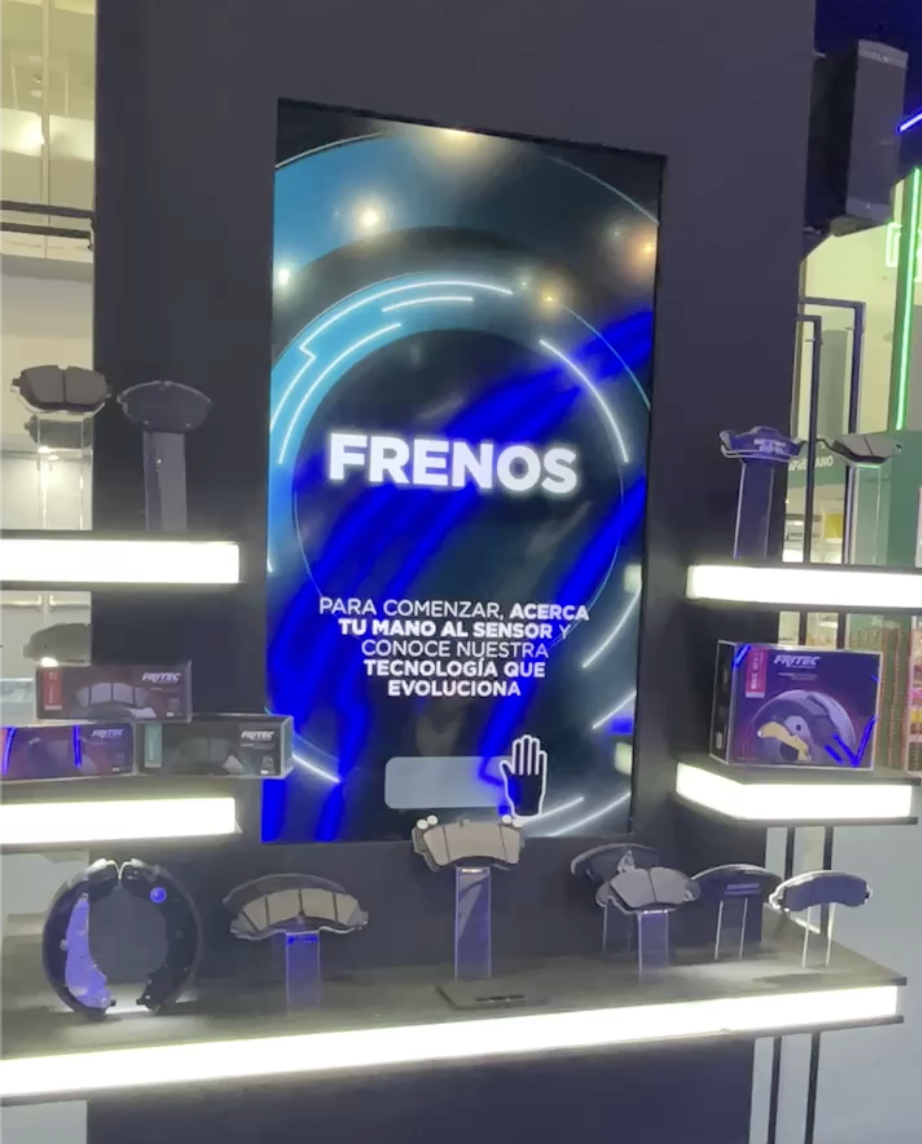 FRENOS
PARA COMENZAR, ACERCA
TU MANO AL SENSOR Y
CONOCE NUESTRA
TECNOLOGÍA QUE
EVOLUCIONA
FRITEC
FRITEC
FRITEC
FRITEC